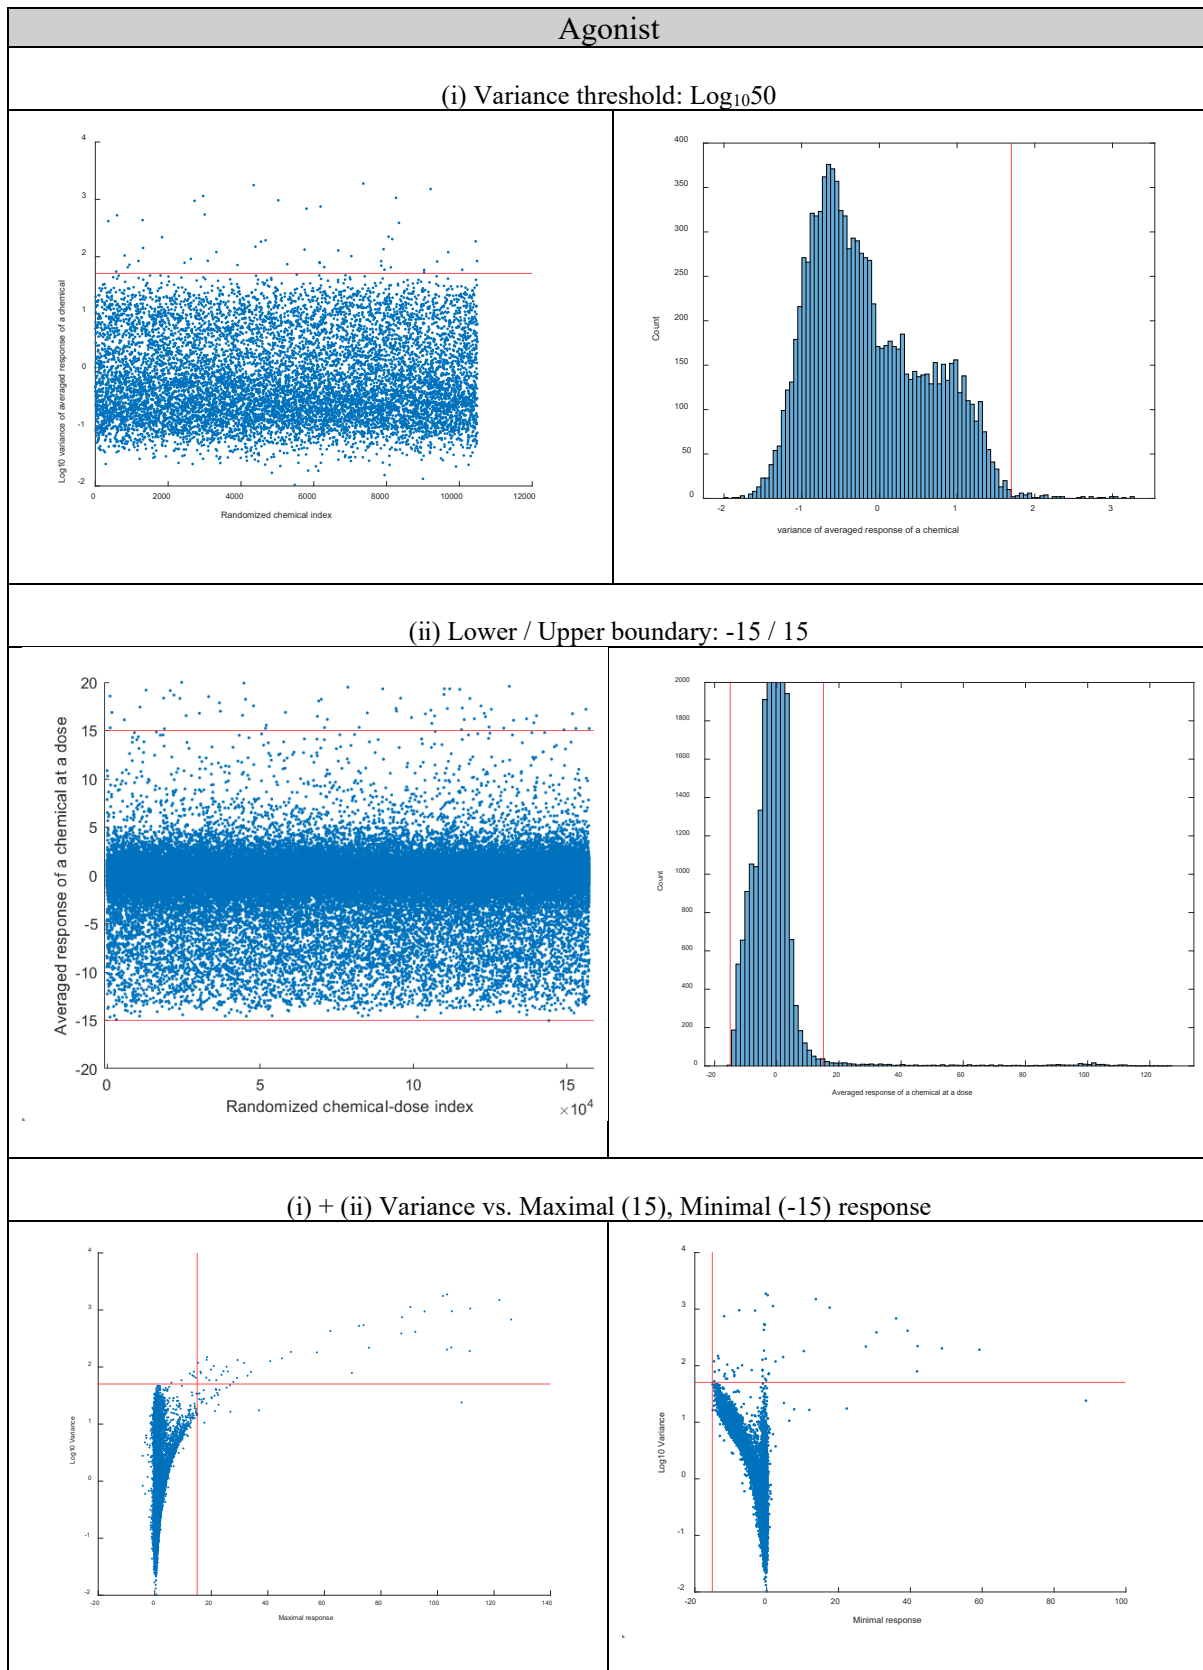 Agonist
(i) Variance threshold: Log₁₀50
4
3
2
1
0
-1
-2
Log10 variance of averaged response of a chemical
0 2000 4000 6000 8000 10000 12000
Randomized chemical index
400
350
300
250
200
150
100
50
0
Count
-2 -1 0 1 2 3
variance of averaged response of a chemical
(ii) Lower / Upper boundary: -15 / 15
20
15
10
5
0
-5
-10
-15
-20
Averaged response of a chemical at a dose
0 5 10 15
Randomized chemical-dose index
×10⁴
2000
1800
1600
1400
1200
1000
800
600
400
200
0
Count
-20 0 20 40 60 80 100 120
Averaged response of a chemical at a dose
(i) + (ii) Variance vs. Maximal (15), Minimal (-15) response
4
3
2
1
0
-1
-2
Log10 Variance
-20 0 20 40 60 80 100 120 140
Maximal response
4
3
2
1
0
-1
-2
Log10 Variance
-20 0 20 40 60 80 100
Minimal response